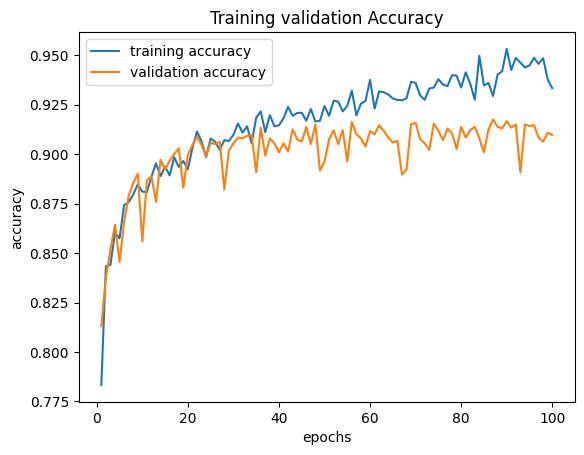 Training validation Accuracy
training accuracy
validation accuracy
0.950
0.925
0.900
0.875
0.850
0.825
0.800
0.775
accuracy
0 20 40 60 80 100
epochs